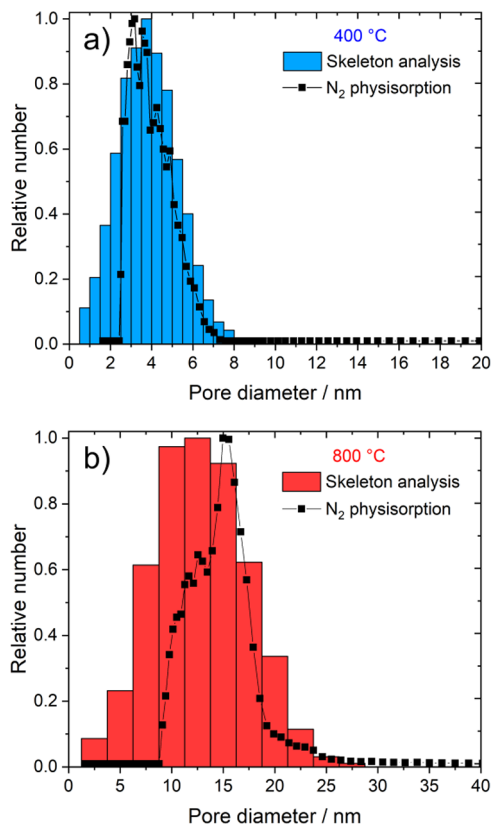 a)
400 °C
Skeleton analysis
N₂ physisorption
Relative number
1.0
0.8
0.6
0.4
0.2
0.0
0 2 4 6 8 10 12 14 16 18 20
Pore diameter / nm
b)
800 °C
Skeleton analysis
N₂ physisorption
Relative number
1.0
0.8
0.6
0.4
0.2
0.0
0 5 10 15 20 25 30 35 40
Pore diameter / nm